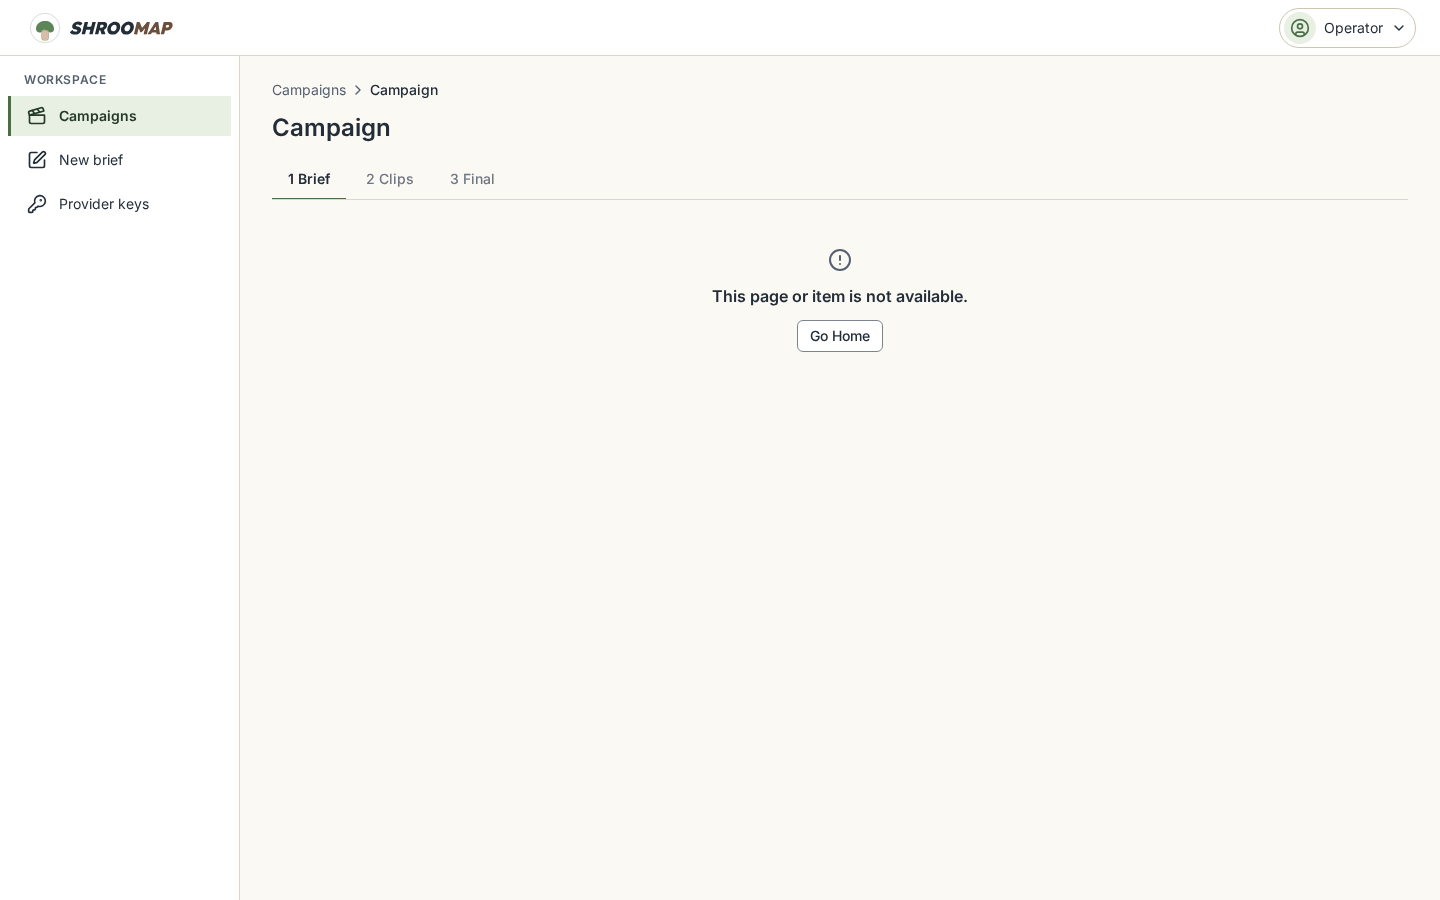 SHROOMAP
Operator
WORKSPACE
Campaigns
New brief
Provider keys
Campaigns > Campaign
Campaign
1 Brief 2 Clips 3 Final
This page or item is not available.
Go Home